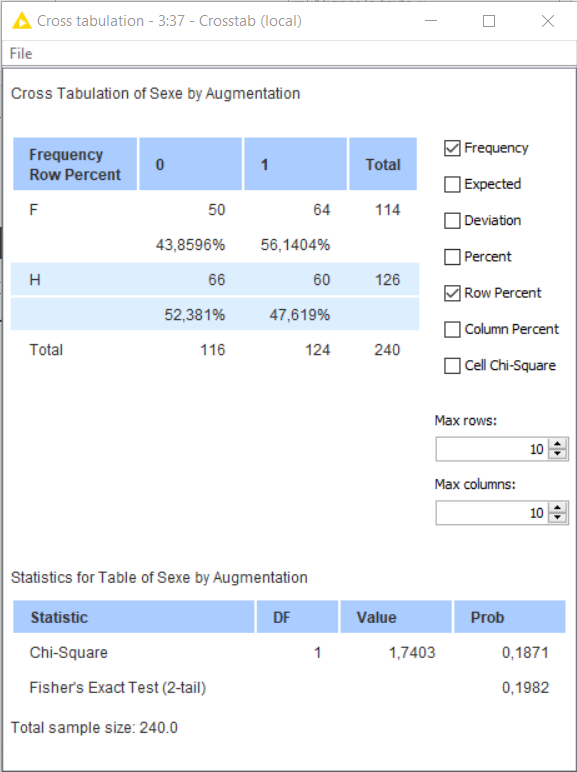 Cross tabulation - 3:37 - Crosstab (local)
File
Cross Tabulation of Sexe by Augmentation
Frequency
Row Percent
0
1
Total
F
50
64
114
43,8596%
56,1404%
H
66
60
126
52,381%
47,619%
Total
116
124
240
Frequency
Expected
Deviation
Percent
Row Percent
Column Percent
Cell Chi-Square
Max rows:
10
Max columns:
10
Statistics for Table of Sexe by Augmentation
Statistic
DF
Value
Prob
Chi-Square
1
1,7403
0,1871
Fisher's Exact Test (2-tail)
0,1982
Total sample size: 240.0